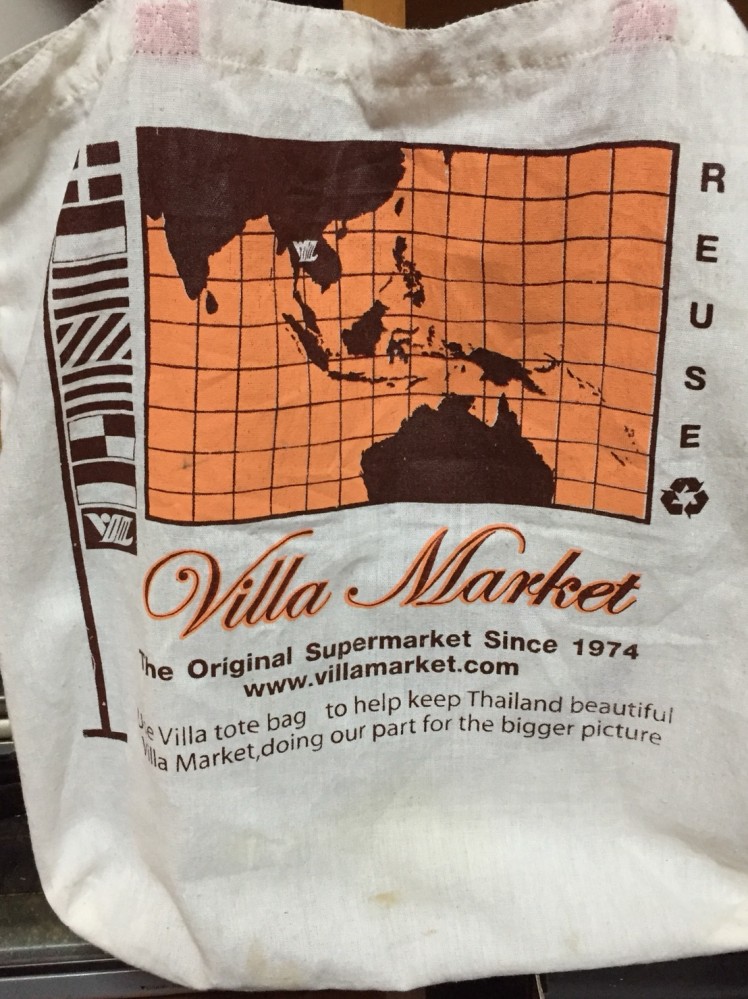 R
E
U
S
E
Villa Market
The Original Supermarket Since 1974
www.villamarket.com
Villa tote bag to help keep Thailand beautiful
Villa Market,doing our part for the bigger picture